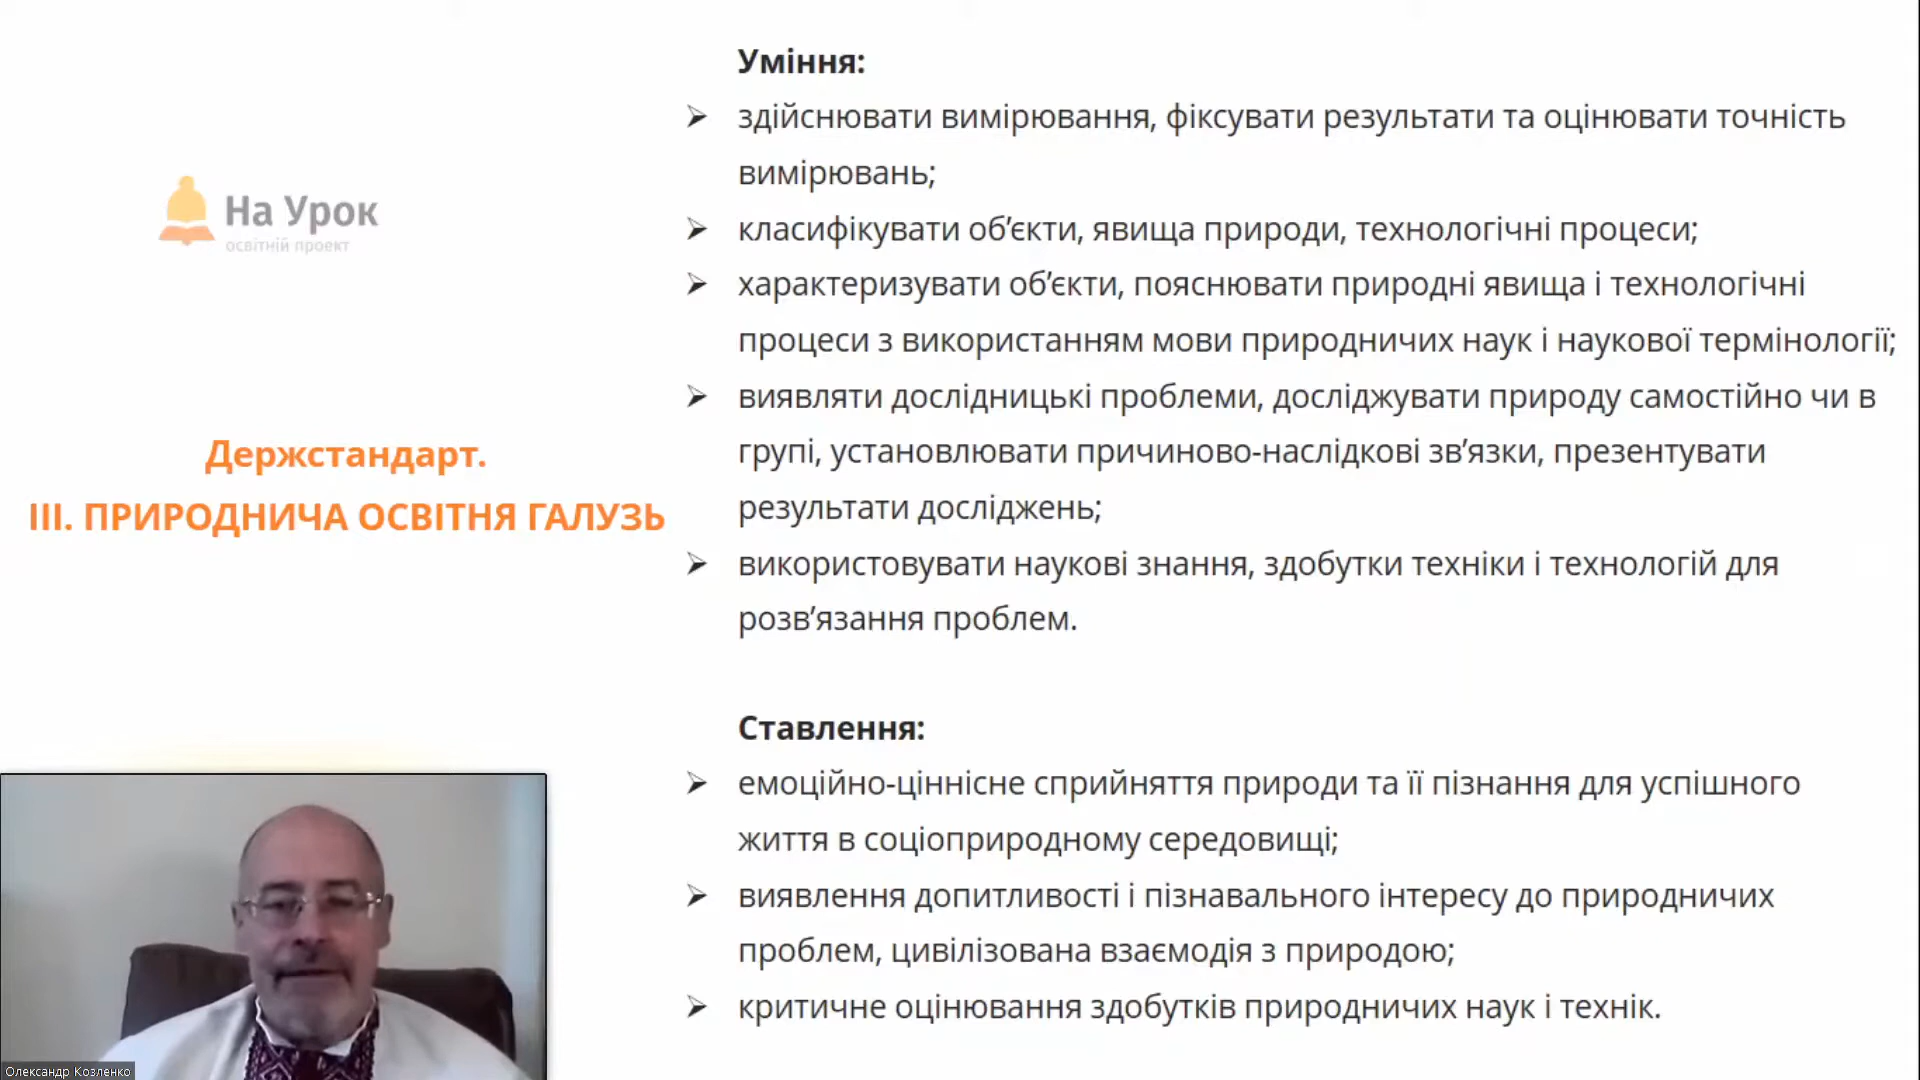 На Урок
освітній проект
Держстандарт.
ІІІ. ПРИРОДНИЧА ОСВІТНЯ ГАЛУЗЬ
Уміння:
здійснювати вимірювання, фіксувати результати та оцінювати точність
вимірювань;
класифікувати об’єкти, явища природи, технологічні процеси;
характеризувати об’єкти, пояснювати природні явища і технологічні
процеси з використанням мови природничих наук і наукової термінології;
виявляти дослідницькі проблеми, досліджувати природу самостійно чи в
групі, установлювати причиново-наслідкові зв’язки, презентувати
результати досліджень;
використовувати наукові знання, здобутки техніки і технологій для
розв’язання проблем.
Ставлення:
емоційно-ціннісне сприйняття природи та її пізнання для успішного
життя в соціоприродному середовищі;
виявлення допитливості і пізнавального інтересу до природничих
проблем, цивілізована взаємодія з природою;
критичне оцінювання здобутків природничих наук і технік.
Олександр Козленко